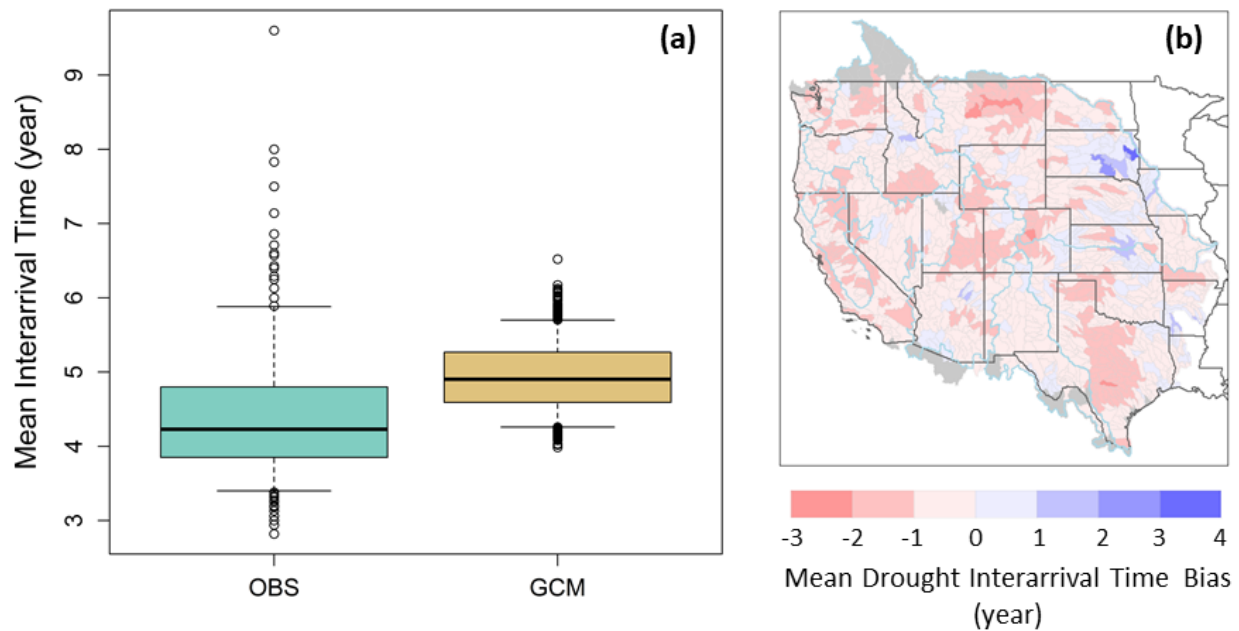 (a)
Mean Interarrival Time (year)
9
8
7
6
5
4
3
OBS GCM
(b)
-3 -2 -1 0 1 2 3 4
Mean Drought Interarrival Time Bias
(year)